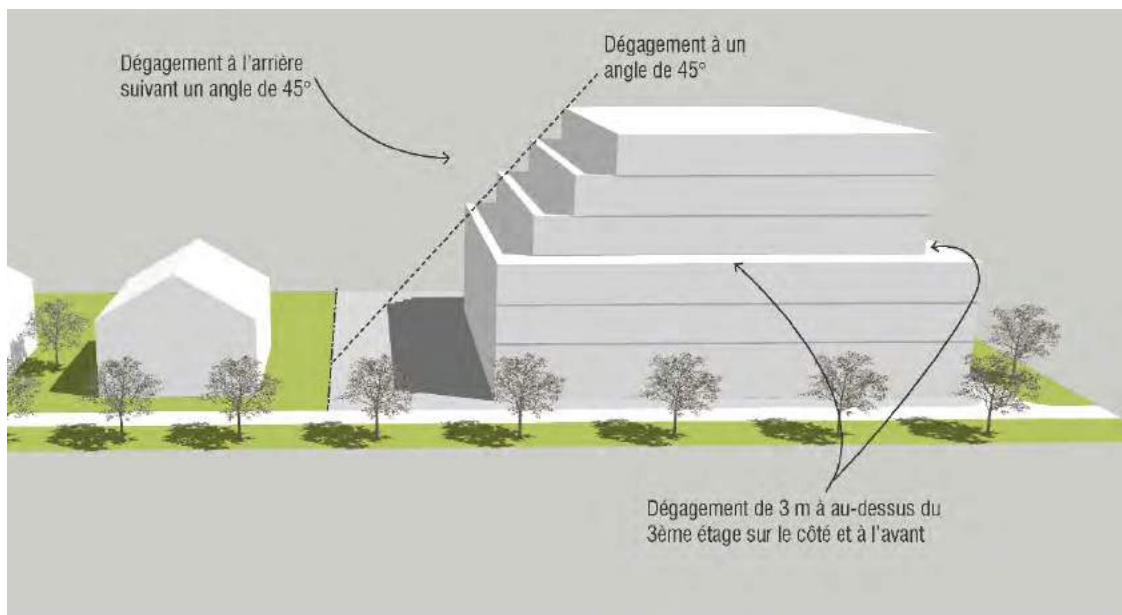 Dégagement à l'arrière
suivant un angle de 45°
Dégagement à un
angle de 45°
Dégagement de 3 m à au-dessus du
3ème étage sur le côté et à l'avant